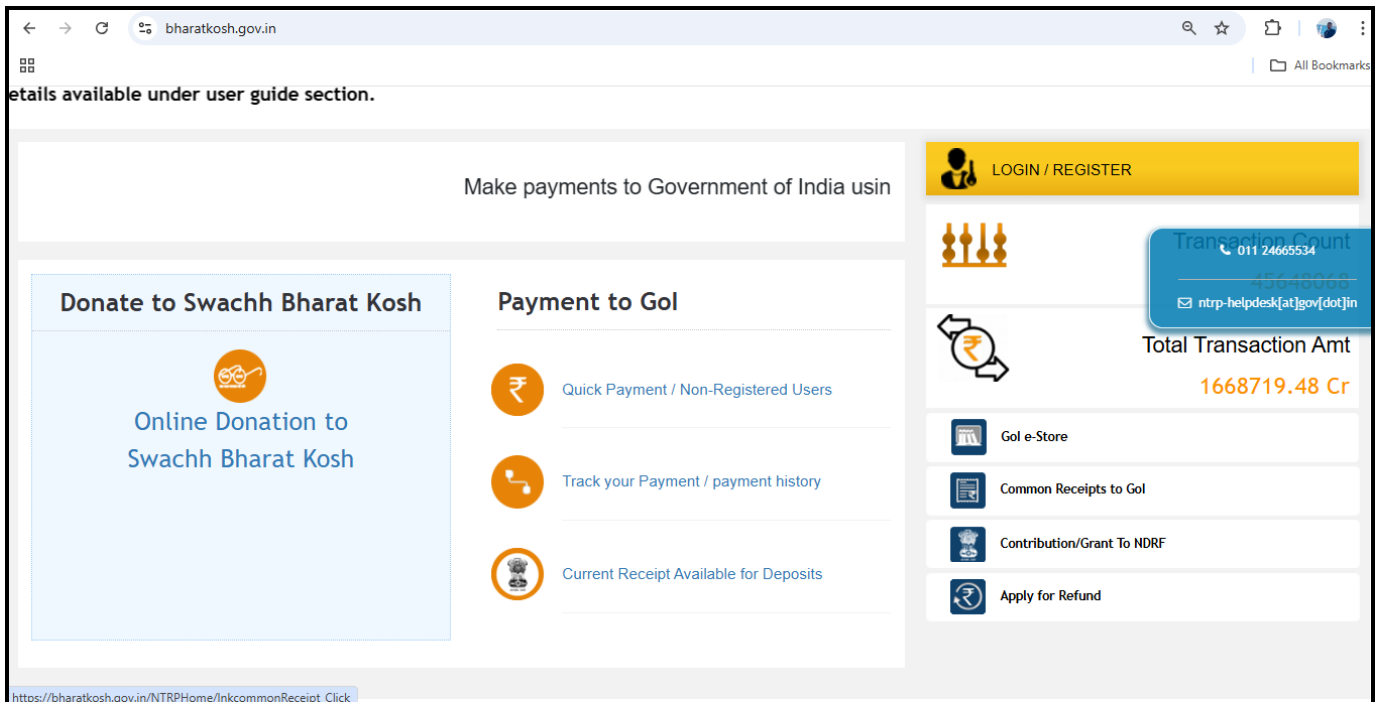 bharatkosh.gov.in
All Bookmarks
etails available under user guide section.
Make payments to Government of India usin
Donate to Swachh Bharat Kosh
Online Donation to
Swachh Bharat Kosh
Payment to GoI
Quick Payment / Non-Registered Users
Track your Payment / payment history
Current Receipt Available for Deposits
LOGIN / REGISTER
Transaction Count
45648068
011 24665534
ntrp-helpdesk[at]gov[dot]in
Total Transaction Amt
1668719.48 Cr
GoI e-Store
Common Receipts to GoI
Contribution/Grant To NDRF
Apply for Refund
https://bharatkosh.gov.in/NTRPHome/lnkcommonReceipt_Click